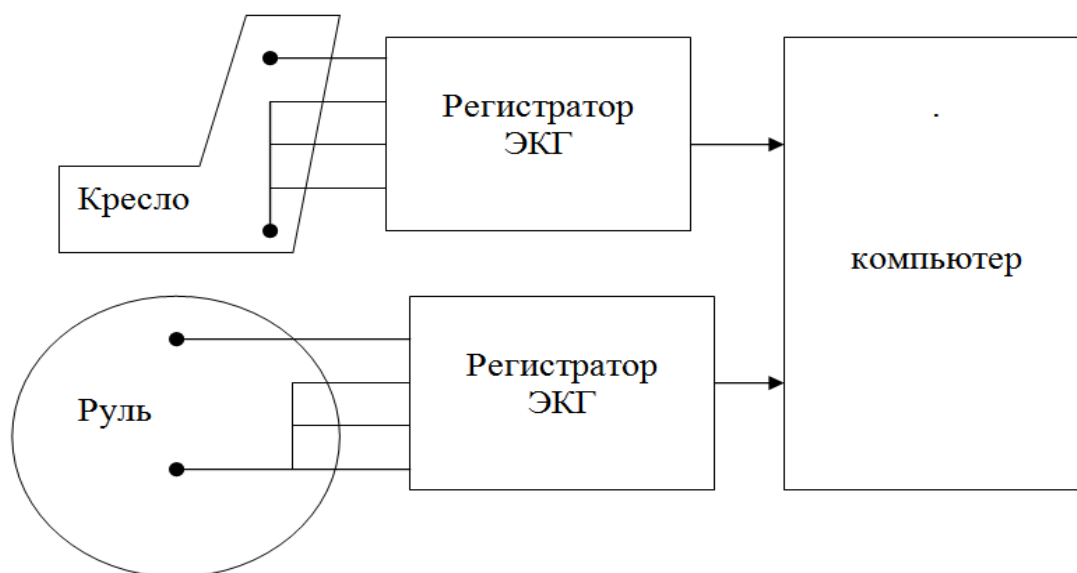 Регистратор
ЭКГ
.
Кресло
компьютер
Регистратор
ЭКГ
Руль